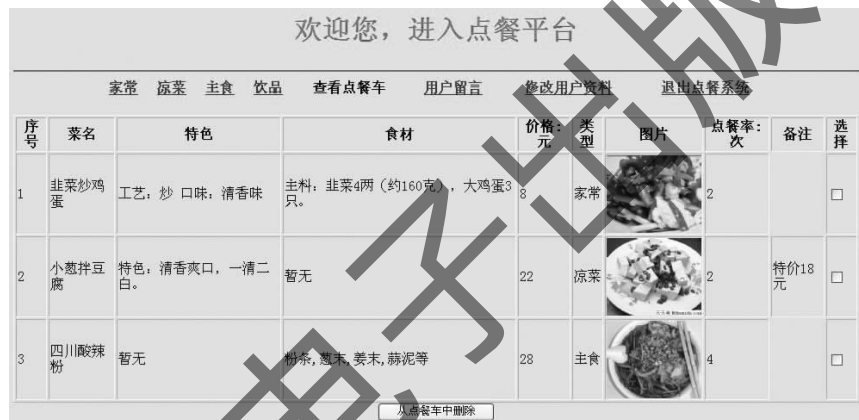 欢迎您，进入点餐平台
家常 凉菜 主食 饮品 查看点餐车 用户留言 修改用户资料 退出点餐系统
序号 菜名 特色 食材 价格：元 类型 图片 点餐率：次 备注 选择
1 韭菜炒鸡蛋 工艺：炒 口味：清香味 主料：韭菜4两（约160克），大鸡蛋3只。 8 家常 2
2 小葱拌豆腐 特色：清香爽口，一清二白。 暂无 22 凉菜 2 特价18元
3 四川酸辣粉 暂无 粉条,葱末,姜末,蒜泥等 28 主食 4
从点餐车中删除
电子出版